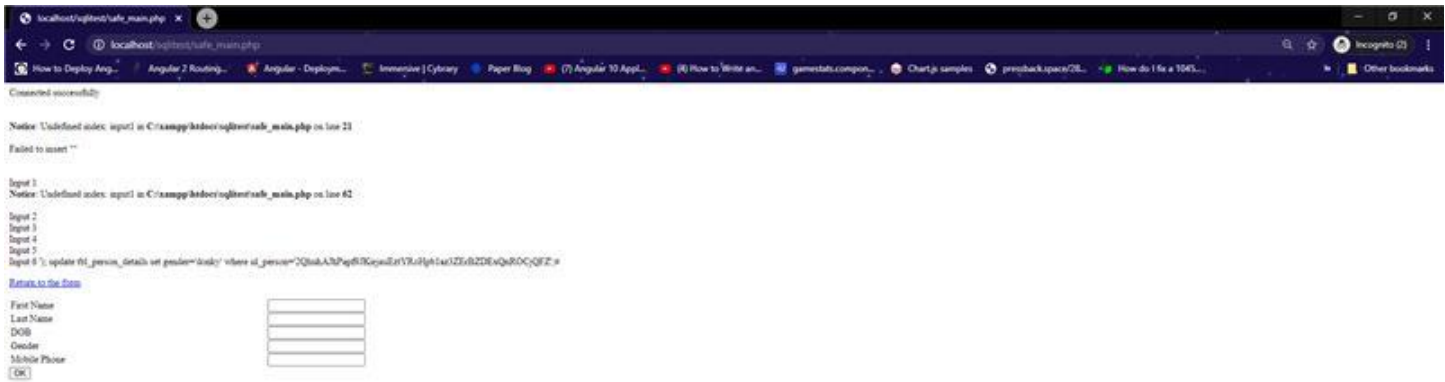 localhost/sqlitest/safe_main.php
localhost/sqlitest/safe_main.php
Incognito (2)
How to Deploy Ang... Angular 2 Routing... Angular - Deploym... Immersive | Cybrary Paper Blog (7) Angular 10 Appl... (4) How to Write an... gamestats.compon... Chart.js samples pressback.space/28... How do I fix a 1045... Other bookmarks
Connected successfully
Notice: Undefined index: input1 in C:\xampp\htdocs\sqlitest\safe_main.php on line 21
Failed to insert ""
Input 1
Notice: Undefined index: input1 in C:\xampp\htdocs\sqlitest\safe_main.php on line 62
Input 2
Input 3
Input 4
Input 5
Input 6 '); update tbl_person_details set gender= where id_person=
Return to the form
First Name
Last Name
DOB
Gender
Mobile Phone
OK